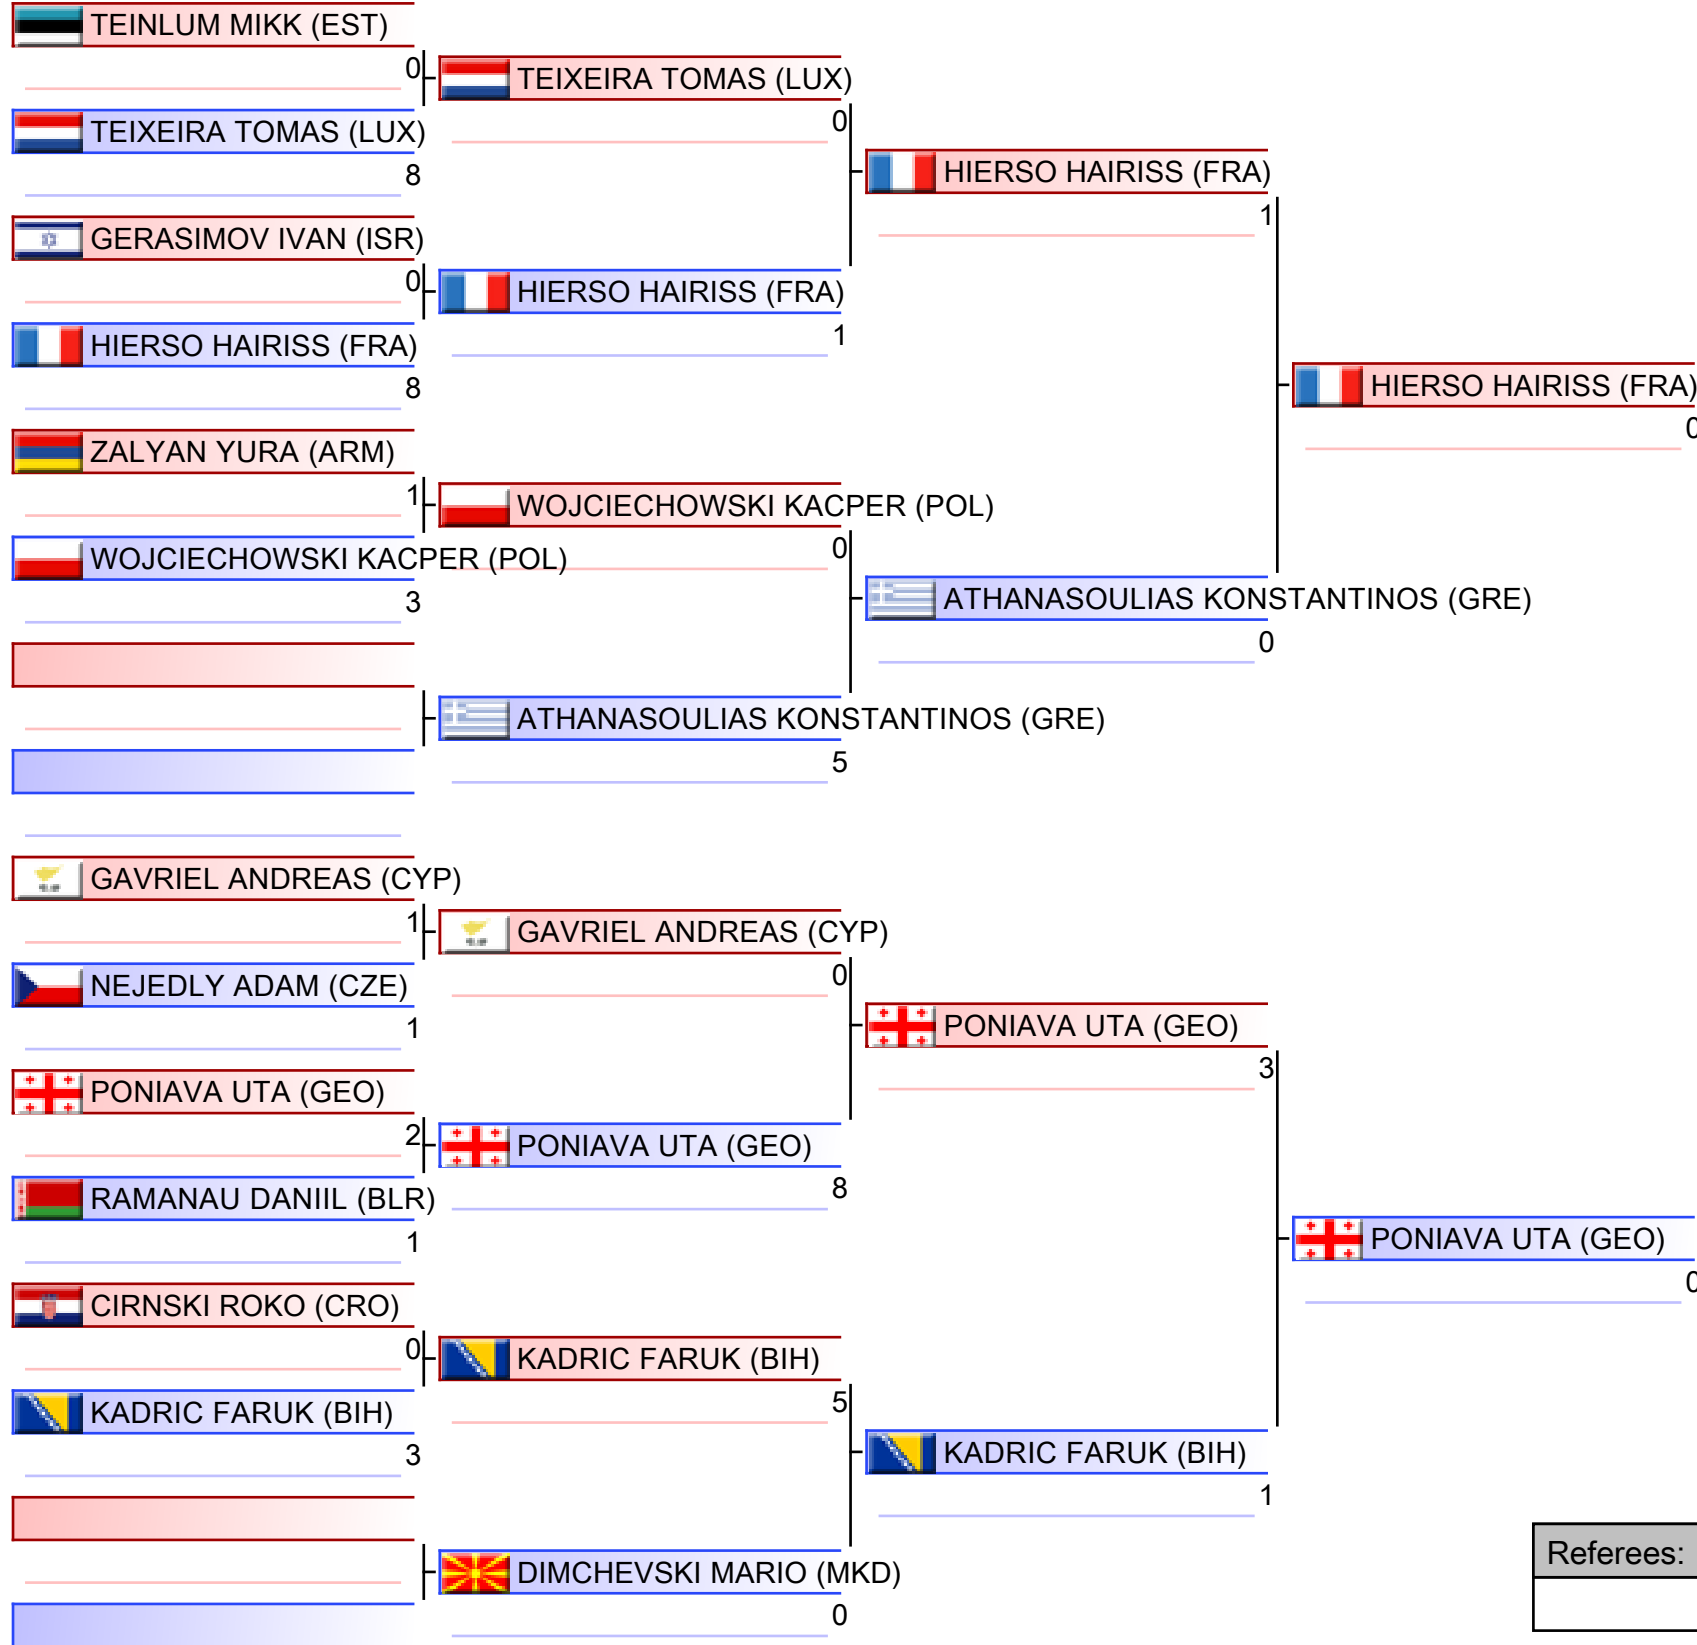 TEINLUM MIKK (EST)
0
TEIXEIRA TOMAS (LUX)
8
GERASIMOV IVAN (ISR)
0
HIERSO HAIRISS (FRA)
8
ZALYAN YURA (ARM)
1
WOJCIECHOWSKI KACPER (POL)
3
GAVRIEL ANDREAS (CYP)
1
NEJEDLY ADAM (CZE)
1
PONIAVA UTA (GEO)
2
RAMANAU DANIIL (BLR)
1
CIRNSKI ROKO (CRO)
0
KADRIC FARUK (BIH)
3
TEIXEIRA TOMAS (LUX)
0
HIERSO HAIRISS (FRA)
1
WOJCIECHOWSKI KACPER (POL)
0
ATHANASOULIAS KONSTANTINOS (GRE)
5
GAVRIEL ANDREAS (CYP)
0
PONIAVA UTA (GEO)
8
KADRIC FARUK (BIH)
5
DIMCHEVSKI MARIO (MKD)
0
HIERSO HAIRISS (FRA)
1
ATHANASOULIAS KONSTANTINOS (GRE)
0
PONIAVA UTA (GEO)
3
KADRIC FARUK (BIH)
1
HIERSO HAIRISS (FRA)
0
PONIAVA UTA (GEO)
0
Referees: